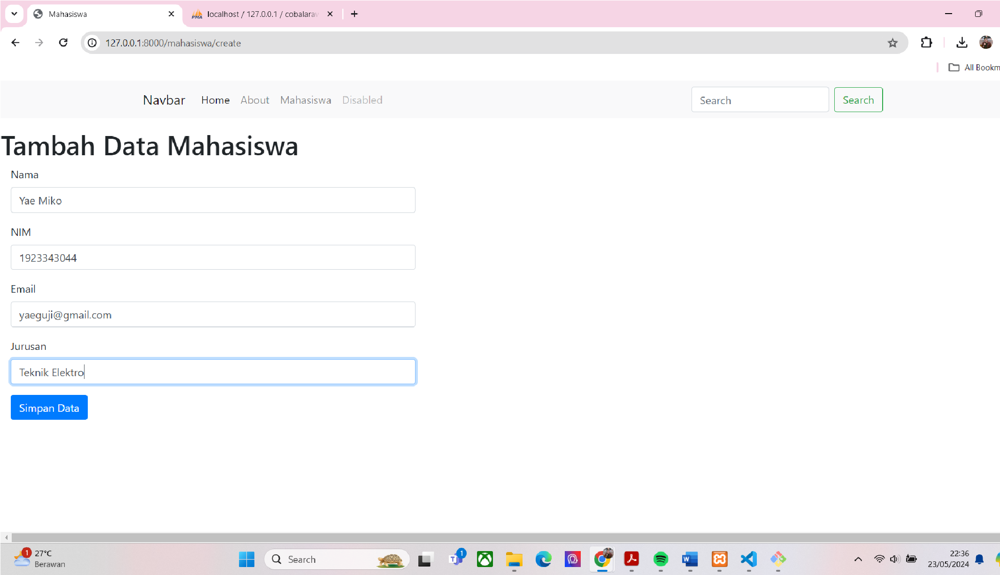 Mahasiswa
localhost / 127.0.0.1 / cobalarav
127.0.0.1:8000/mahasiswa/create
All Bookm
Navbar Home About Mahasiswa Disabled Search Search
Tambah Data Mahasiswa
Nama
Yae Miko
NIM
1923343044
Email
yaeguji@gmail.com
Jurusan
Teknik Elektro
Simpan Data
1 27°C
Berawan
Search
1
22:36
23/05/2024